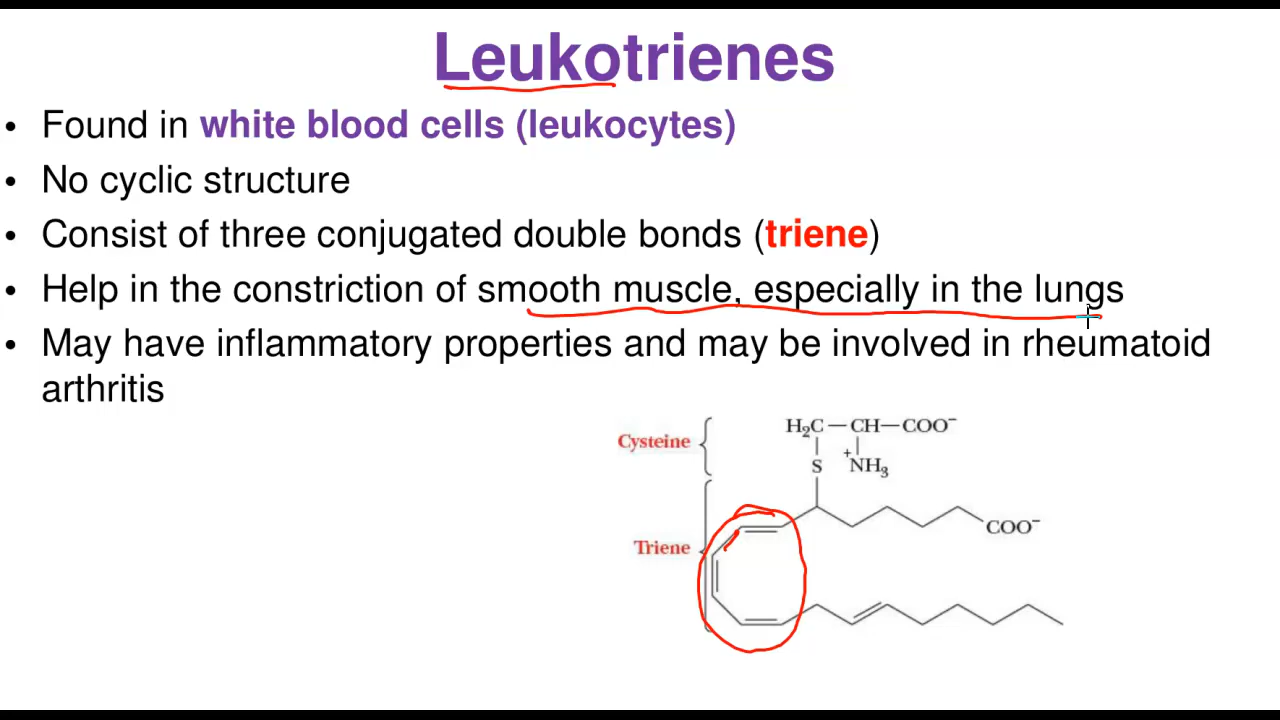 Leukotrienes
• Found in white blood cells (leukocytes)
• No cyclic structure
• Consist of three conjugated double bonds (triene)
• Help in the constriction of smooth muscle, especially in the lungs
• May have inflammatory properties and may be involved in rheumatoid
arthritis
Cysteine
H₂C—CH—COO⁻
S
⁺NH₃
COO⁻
Triene